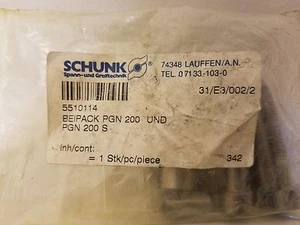 SCHUNK
Spann- und Greiftechnik
74348 LAUFFEN/A.N.
TEL. 07133-103-0
31/E3/002/2
5510114
BEIPACK PGN 200 UND
PGN 200 S
Inh/cont:
= 1 Stk/pc/piece
342